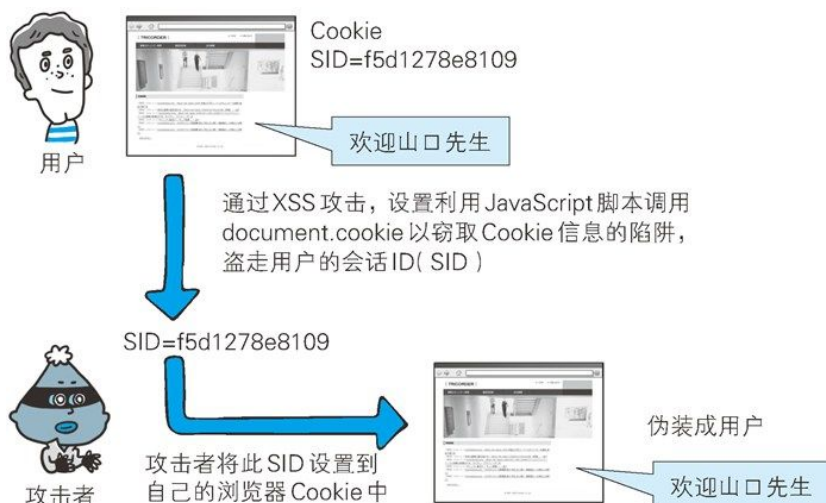 Cookie
SID=f5d1278e8109
欢迎山口先生
用户
通过XSS攻击，设置利用JavaScript脚本调用
document.cookie以窃取Cookie信息的陷阱，
盗走用户的会话ID(SID)
SID=f5d1278e8109
攻击者
攻击者将此SID设置到
自己的浏览器Cookie中
伪装成用户
欢迎山口先生